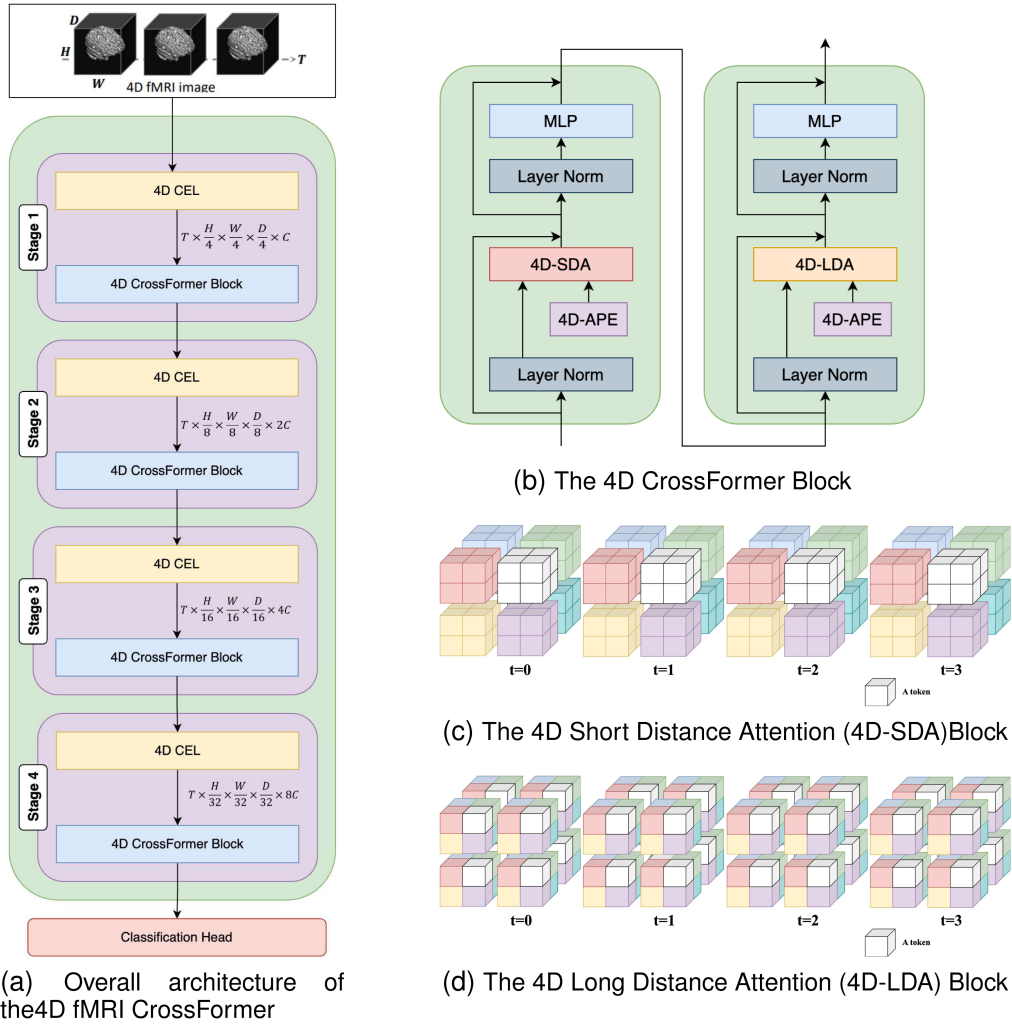 D
H
W
T
4D fMRI image
Stage 1
4D CEL
T × H/4 × W/4 × D/4 × C
4D CrossFormer Block
Stage 2
4D CEL
T × H/8 × W/8 × D/8 × 2C
4D CrossFormer Block
Stage 3
4D CEL
T × H/16 × W/16 × D/16 × 4C
4D CrossFormer Block
Stage 4
4D CEL
T × H/32 × W/32 × D/32 × 8C
4D CrossFormer Block
Classification Head
(a) Overall architecture of
the4D fMRI CrossFormer
MLP
Layer Norm
4D-SDA
4D-APE
Layer Norm
MLP
Layer Norm
4D-LDA
4D-APE
Layer Norm
(b) The 4D CrossFormer Block
t=0 t=1 t=2 t=3
A token
(c) The 4D Short Distance Attention (4D-SDA)Block
t=0 t=1 t=2 t=3
A token
(d) The 4D Long Distance Attention (4D-LDA) Block